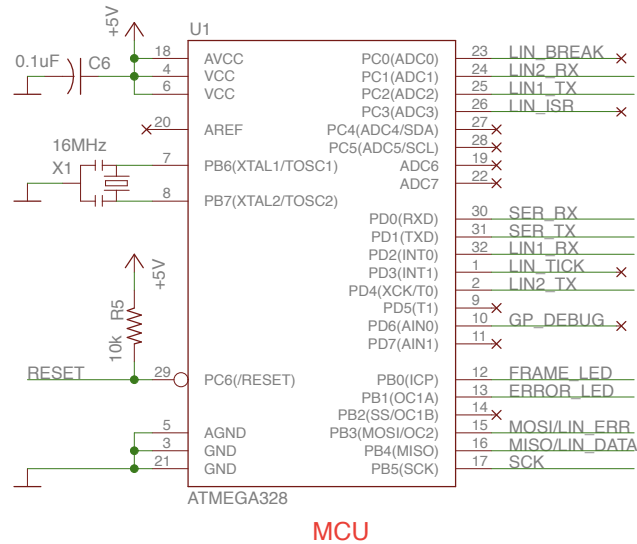 +5V
U1
0.1uF C6
18 AVCC PC0(ADC0) 23 LIN_BREAK
4 VCC PC1(ADC1) 24 LIN2_RX
6 VCC PC2(ADC2) 25 LIN1_TX
PC3(ADC3) 26 LIN_ISR
20 AREF PC4(ADC4/SDA) 27
PC5(ADC5/SCL) 28
16MHz
X1
7 PB6(XTAL1/TOSC1) ADC6 19
ADC7 22
8 PB7(XTAL2/TOSC2)
PD0(RXD) 30 SER_RX
PD1(TXD) 31 SER_TX
PD2(INT0) 32 LIN1_RX
+5V
PD3(INT1) 1 LIN_TICK
PD4(XCK/T0) 2 LIN2_TX
PD5(T1) 9
R5
10k
PD6(AIN0) 10 GP_DEBUG
PD7(AIN1) 11
RESET 29 PC6(/RESET) PB0(ICP) 12 FRAME_LED
PB1(OC1A) 13 ERROR_LED
PB2(SS/OC1B) 14
5 AGND PB3(MOSI/OC2) 15 MOSI/LIN_ERR
3 GND PB4(MISO) 16 MISO/LIN_DATA
21 GND PB5(SCK) 17 SCK
ATMEGA328
MCU